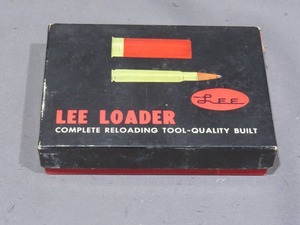 LEE
LEE LOADER
COMPLETE RELOADING TOOL-QUALITY BUILT